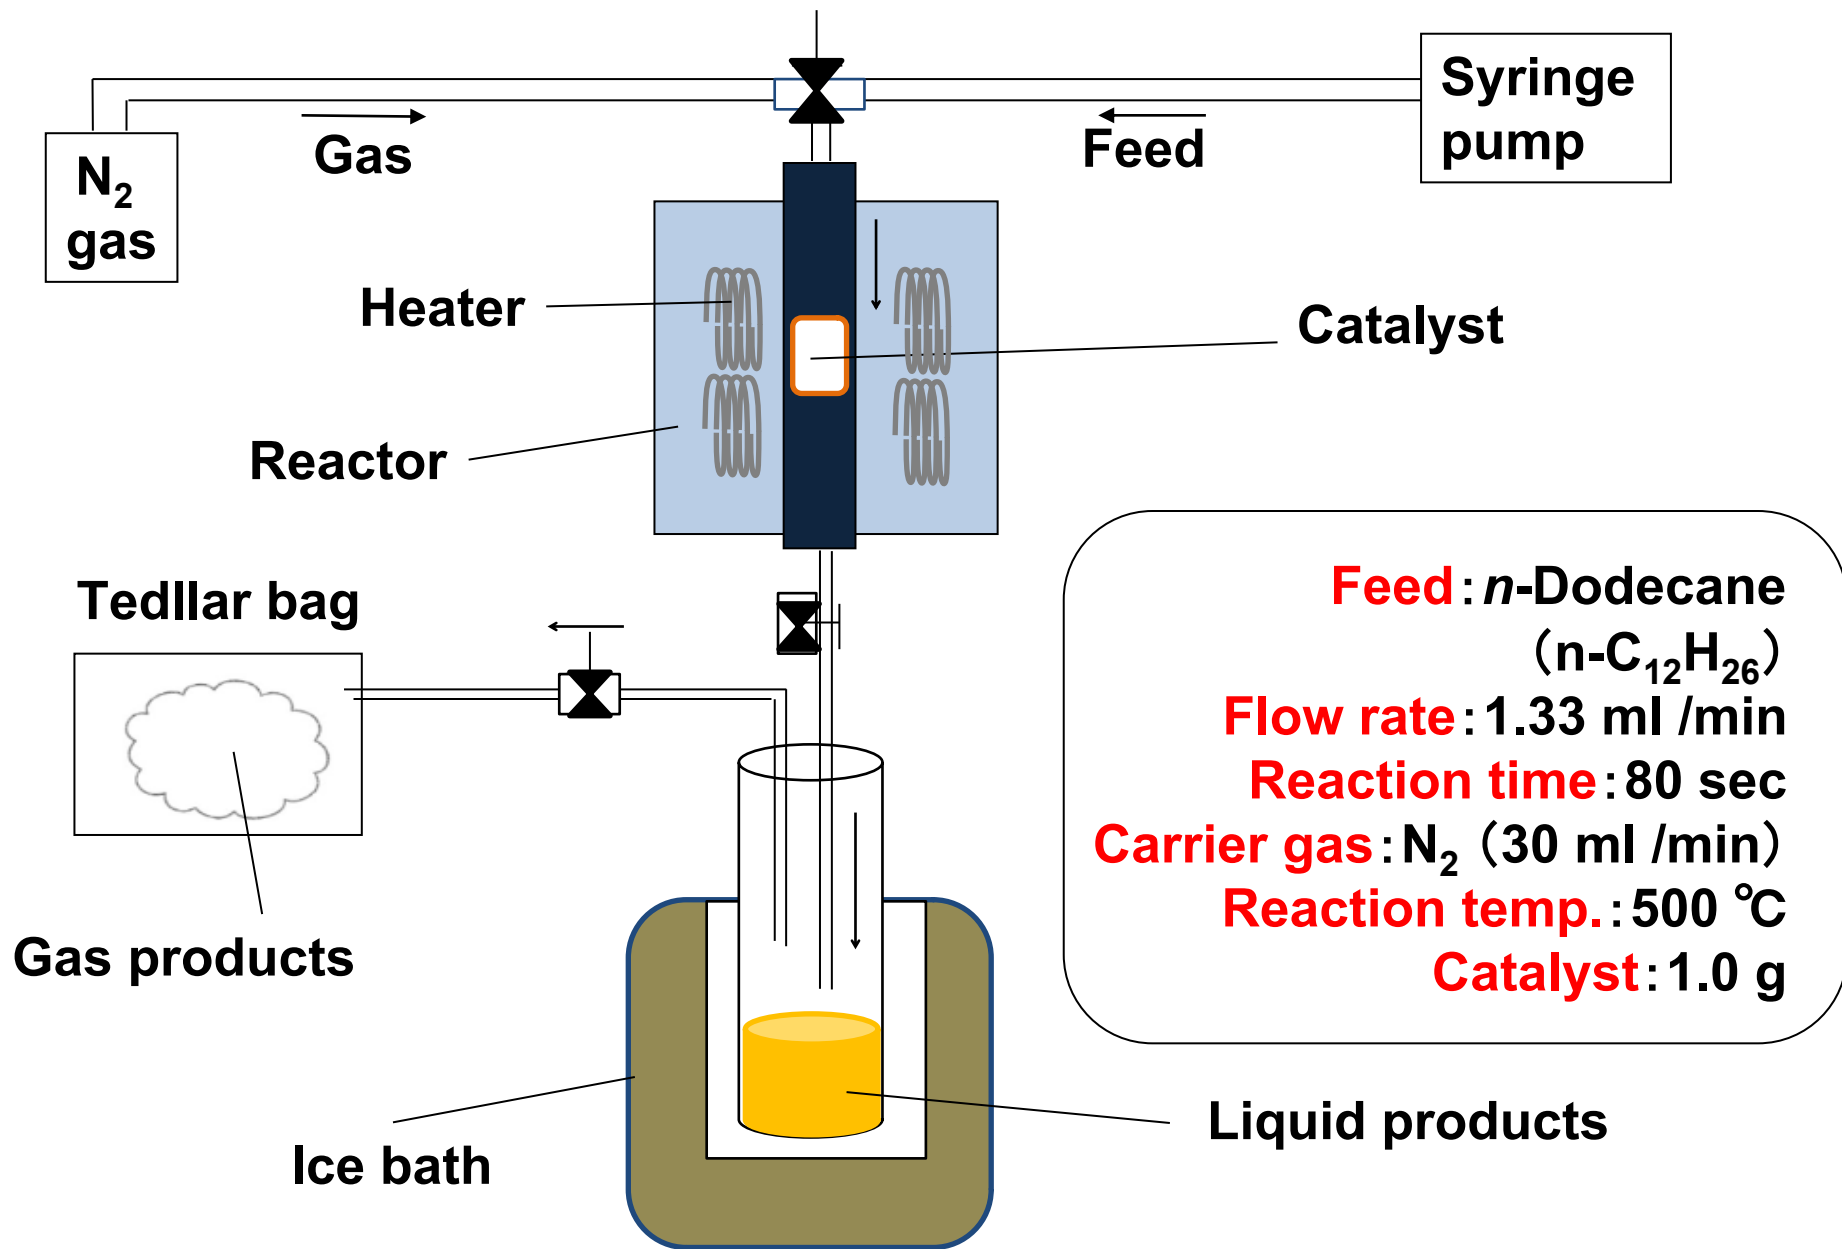 Syringe
pump
Gas
Feed
N₂
gas
Heater
Catalyst
Reactor
Tedllar bag
Feed:n-Dodecane
(n-C₁₂H₂₆)
Flow rate:1.33 ml /min
Reaction time:80 sec
Carrier gas:N₂ (30 ml /min)
Reaction temp.:500 ℃
Catalyst:1.0 g
Gas products
Liquid products
Ice bath